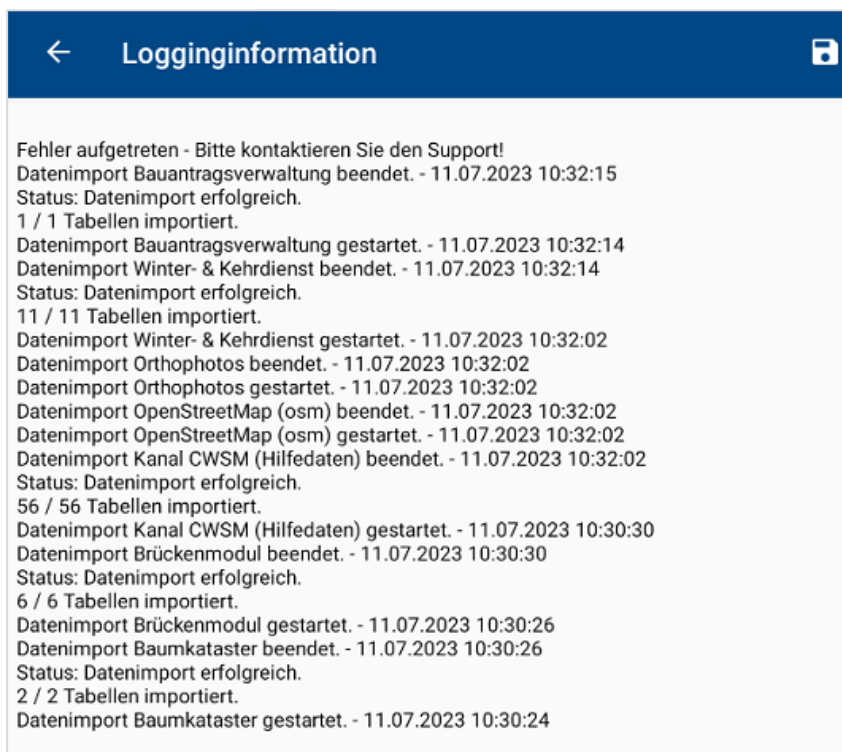 Logginginformation
Fehler aufgetreten - Bitte kontaktieren Sie den Support!
Datenimport Bauantragsverwaltung beendet. - 11.07.2023 10:32:15
Status: Datenimport erfolgreich.
1 / 1 Tabellen importiert.
Datenimport Bauantragsverwaltung gestartet. - 11.07.2023 10:32:14
Datenimport Winter- & Kehrdienst beendet. - 11.07.2023 10:32:14
Status: Datenimport erfolgreich.
11 / 11 Tabellen importiert.
Datenimport Winter- & Kehrdienst gestartet. - 11.07.2023 10:32:02
Datenimport Orthophotos beendet. - 11.07.2023 10:32:02
Datenimport Orthophotos gestartet. - 11.07.2023 10:32:02
Datenimport OpenStreetMap (osm) beendet. - 11.07.2023 10:32:02
Datenimport OpenStreetMap (osm) gestartet. - 11.07.2023 10:32:02
Datenimport Kanal CWSM (Hilfedaten) beendet. - 11.07.2023 10:32:02
Status: Datenimport erfolgreich.
56 / 56 Tabellen importiert.
Datenimport Kanal CWSM (Hilfedaten) gestartet. - 11.07.2023 10:30:30
Datenimport Brückenmodul beendet. - 11.07.2023 10:30:30
Status: Datenimport erfolgreich.
6 / 6 Tabellen importiert.
Datenimport Brückenmodul gestartet. - 11.07.2023 10:30:26
Datenimport Baumkataster beendet. - 11.07.2023 10:30:26
Status: Datenimport erfolgreich.
2 / 2 Tabellen importiert.
Datenimport Baumkataster gestartet. - 11.07.2023 10:30:24